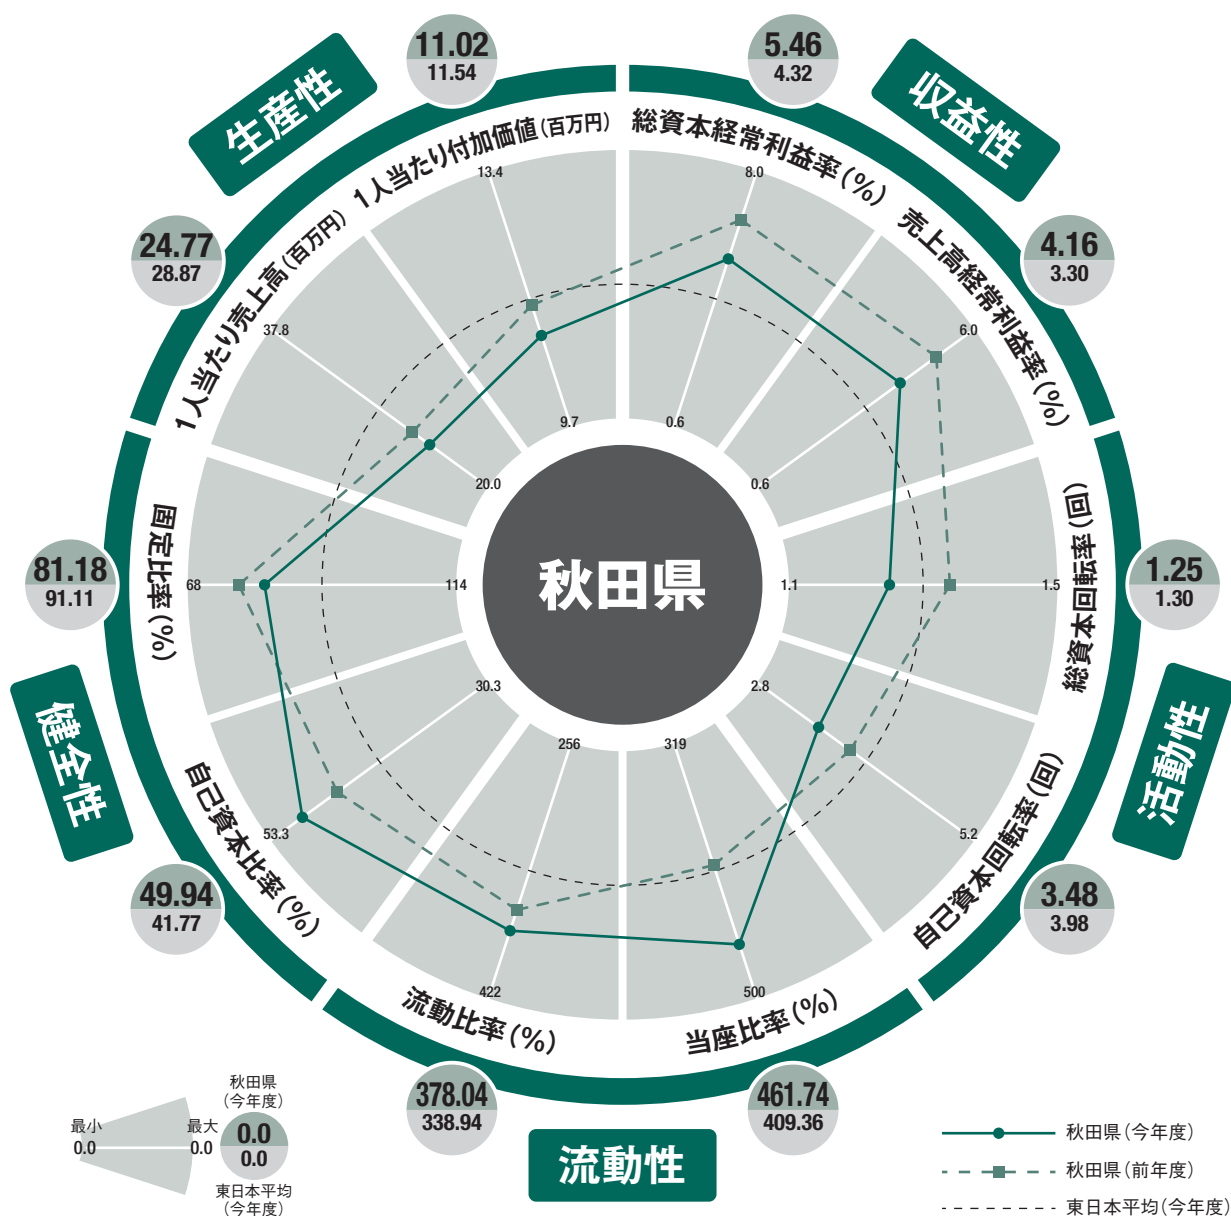 生産性
11.02
11.54
5.46
4.32
収益性
1人当たり付加価値(百万円)
総資本経常利益率(%)
13.4
8.0
24.77
28.87
1人当たり売上高(百万円)
売上高経常利益率(%)
4.16
3.30
37.8
6.0
9.7
0.6
20.0
0.6
固定比率(%)
総資本回転率(回)
81.18
91.11
68
114
秋田県
1.1
1.5
1.25
1.30
30.3
2.8
256
319
健全性
活動性
自己資本比率(%)
自己資本回転率(回)
53.3
5.2
49.94
41.77
3.48
3.98
422
500
流動比率(%)
当座比率(%)
378.04
338.94
461.74
409.36
流動性
秋田県
(今年度)
最小
0.0
最大
0.0
0.0
0.0
東日本平均
(今年度)
秋田県(今年度)
秋田県(前年度)
東日本平均(今年度)